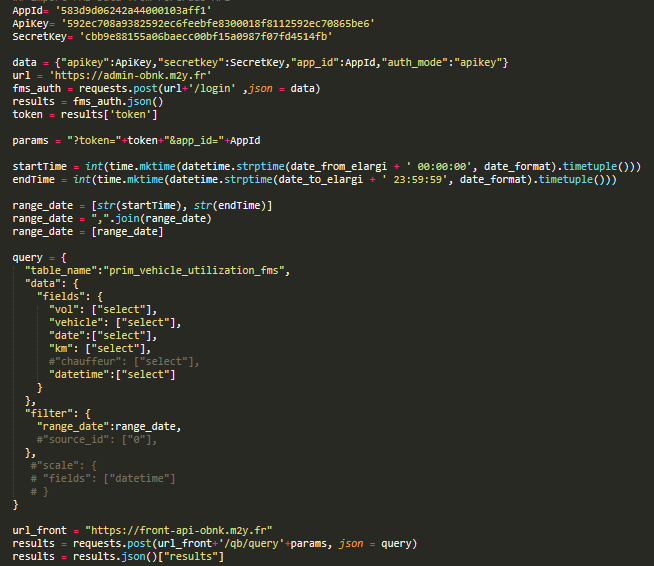 AppId= '583d9d06242a44000103aff1'
ApiKey= '592ec708a9382592ec6feebfe8300018f8112592ec70865be6'
SecretKey= 'cbb9e88155a06baecc00bf15a0987f07fd4514fb'
data = {"apikey":ApiKey,"secretkey":SecretKey,"app_id":AppId,"auth_mode":"apikey"}
url = 'https://admin-obnk.m2y.fr'
fms_auth = requests.post(url+'/login' ,json = data)
results = fms_auth.json()
token = results['token']
params = "?token="+token+"&app_id="+AppId
startTime = int(time.mktime(datetime.strptime(date_from_elargi + ' 00:00:00', date_format).timetuple()))
endTime = int(time.mktime(datetime.strptime(date_to_elargi + ' 23:59:59', date_format).timetuple()))
range_date = [str(startTime), str(endTime)]
range_date = ",".join(range_date)
range_date = [range_date]
query = {
"table_name":"prim_vehicle_utilization_fms",
"data": {
"fields": {
"vol": ["select"],
"vehicle": ["select"],
"date":["select"],
"km": ["select"],
#"chauffeur": ["select"],
"datetime":["select"]
}
},
"filter": {
"range_date":range_date,
#"source_id": ["0"],
},
#"scale": {
# "fields": ["datetime"]
# }
}
url_front = "https://front-api-obnk.m2y.fr"
results = requests.post(url_front+'/qb/query'+params, json = query)
results = results.json()["results"]